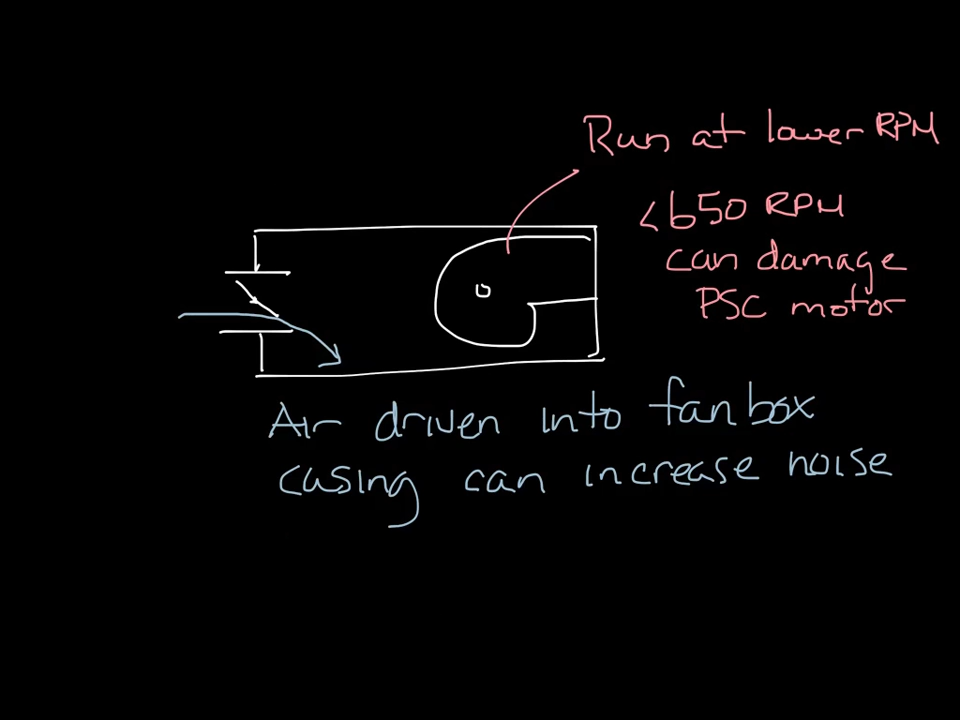 Run at lower RPM
<650 RPM
can damage
PSC motor
Air driven into fan box
casing can increase noise